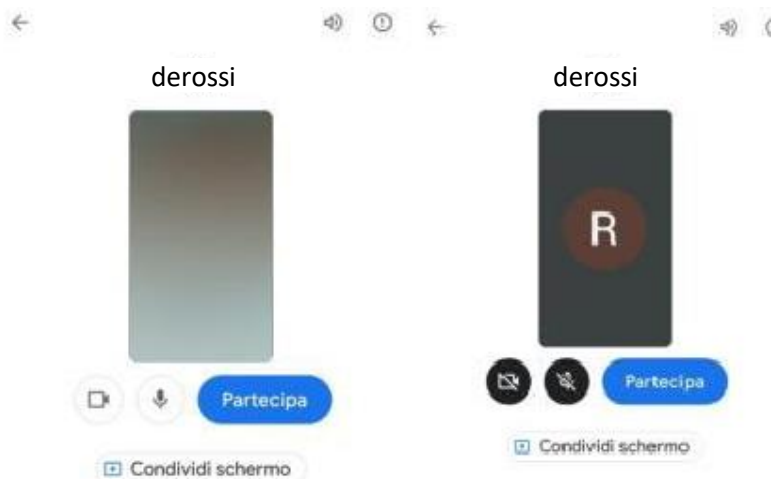 derossi
Partecipa
Condividi schermo
derossi
R
Partecipa
Condividi schermo